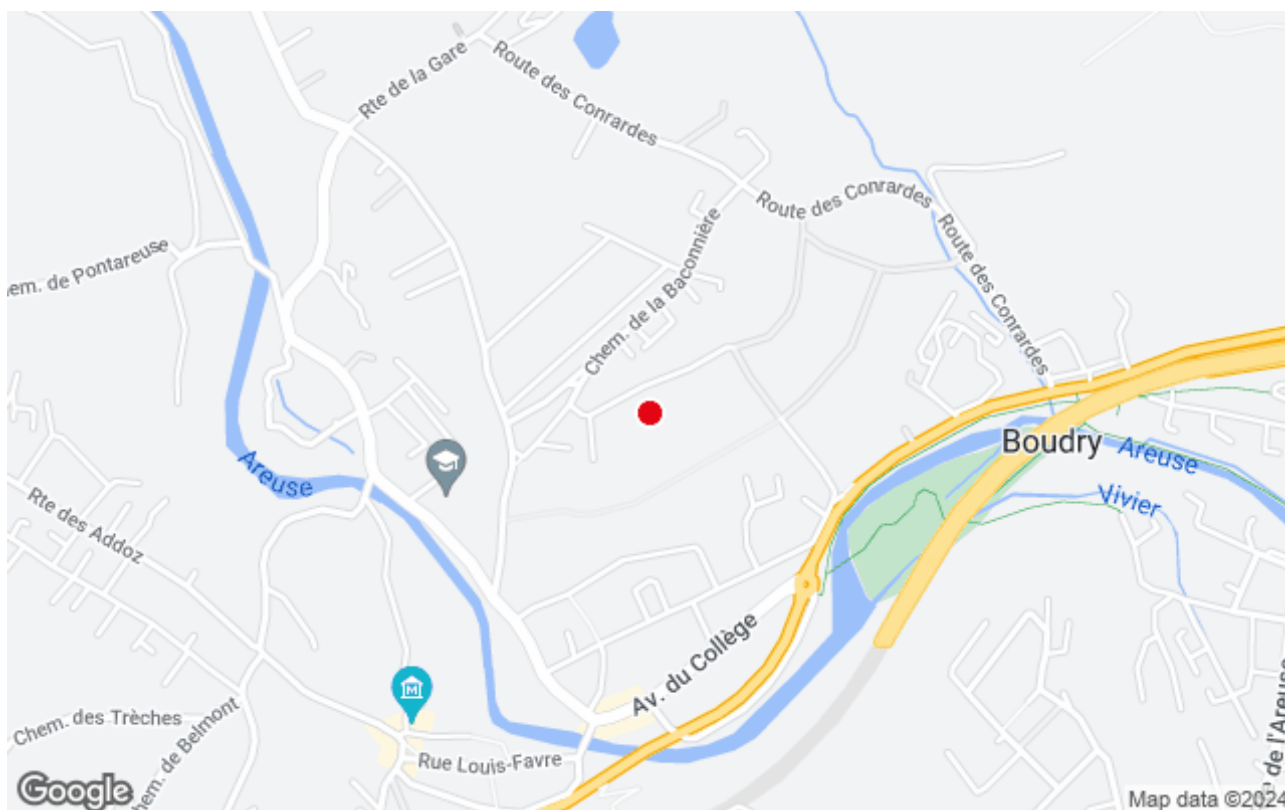 Rte de la Gare
Route des Conrardes
Route des Conrardes
Route des Conrardes
Chem. de la Baconnière
hem. de Pontareuse
Areuse
Boudry
Areuse
Vivier
Rte des Addoz
Av. du Collège
Chem. des Trèches
Chem. de Belmont
Rue Louis-Favre
de l'Areuse
Google
Map data ©2024